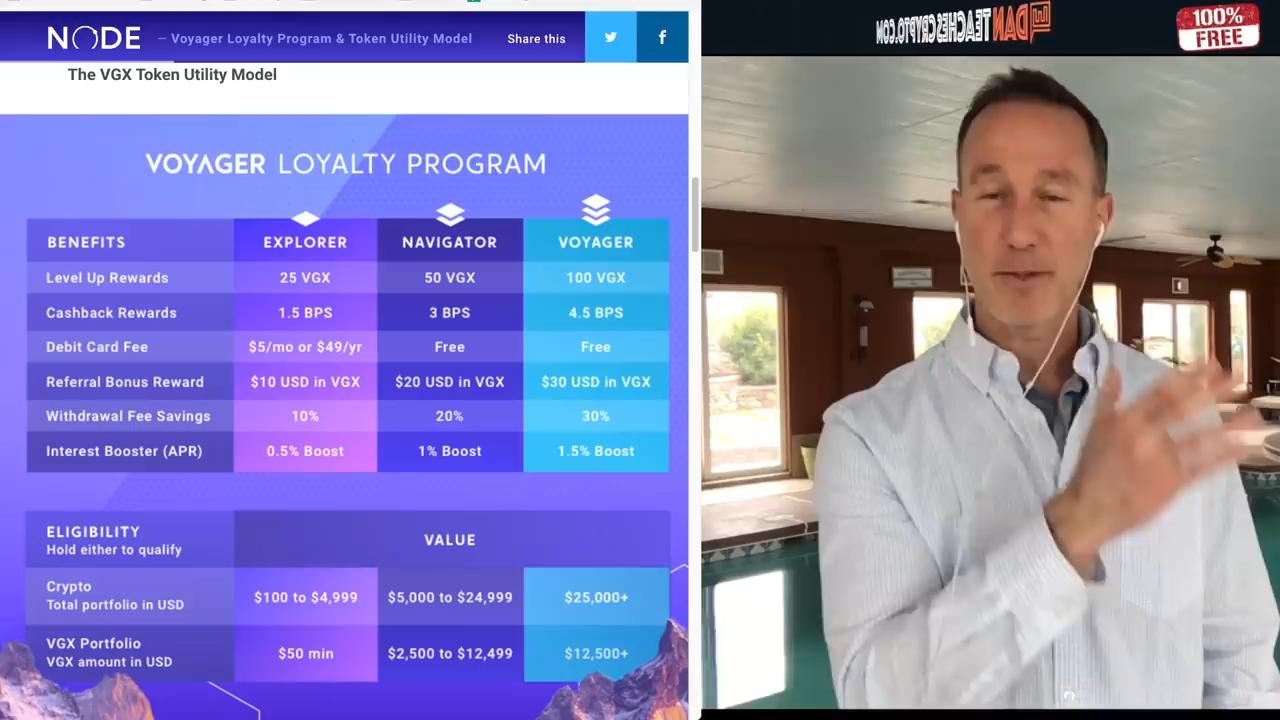 NODE — Voyager Loyalty Program & Token Utility Model Share this
The VGX Token Utility Model
VOYAGER LOYALTY PROGRAM
BENEFITS EXPLORER NAVIGATOR VOYAGER
Level Up Rewards 25 VGX 50 VGX 100 VGX
Cashback Rewards 1.5 BPS 3 BPS 4.5 BPS
Debit Card Fee $5/mo or $49/yr Free Free
Referral Bonus Reward $10 USD in VGX $20 USD in VGX $30 USD in VGX
Withdrawal Fee Savings 10% 20% 30%
Interest Booster (APR) 0.5% Boost 1% Boost 1.5% Boost
ELIGIBILITY
Hold either to qualify
VALUE
Crypto
Total portfolio in USD
$100 to $4,999 $5,000 to $24,999 $25,000+
VGX Portfolio
VGX amount in USD
$50 min $2,500 to $12,499 $12,500+
DAN TEACHESCRYPTO.COM
100%
FREE